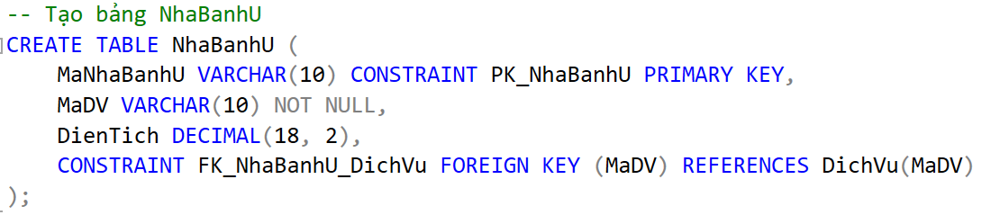 -- Tạo bảng NhaBanhU
CREATE TABLE NhaBanhU (
    MaNhaBanhU VARCHAR(10) CONSTRAINT PK_NhaBanhU PRIMARY KEY,
    MaDV VARCHAR(10) NOT NULL,
    DienTich DECIMAL(18, 2),
    CONSTRAINT FK_NhaBanhU_DichVu FOREIGN KEY (MaDV) REFERENCES DichVu(MaDV)
);